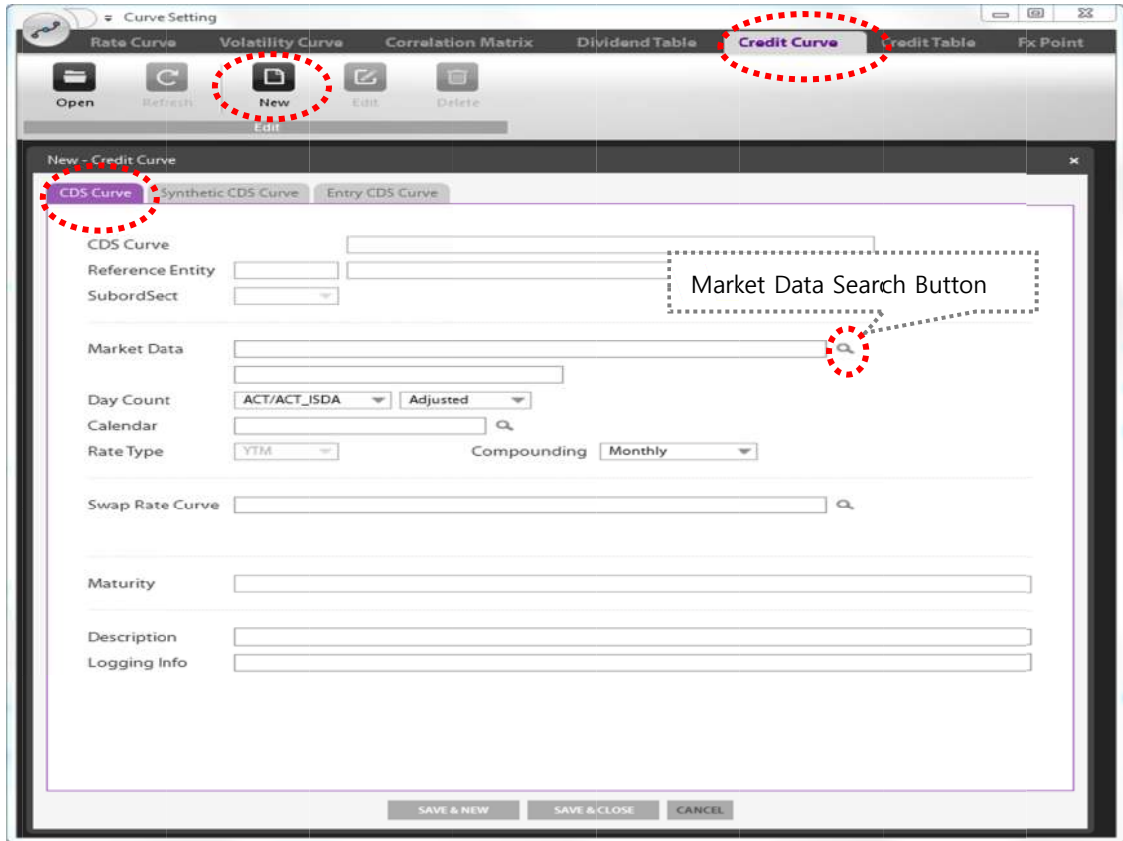 Curve Setting
Rate Curve Volatility Curve Correlation Matrix Dividend Table Credit Curve Credit Table Fx Point
Open Refresh New Edit Delete
Edit
New - Credit Curve
CDS Curve Synthetic CDS Curve Entry CDS Curve
CDS Curve
Reference Entity
SubordSect
Market Data Search Button
Market Data
Day Count ACT/ACT_ISDA Adjusted
Calendar
Rate Type YTM Compounding Monthly
Swap Rate Curve
Maturity
Description
Logging Info
SAVE & NEW SAVE & CLOSE CANCEL